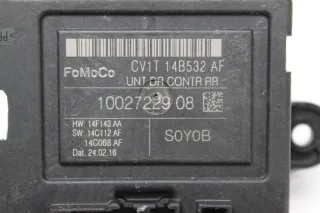 CV1T 14B532 AF
FoMoCo
UNT DR CONTR RR
10027229 08
HW: 14F143 AA
SW: 14C112 AF
14C068 AF
Dat. 24.02.16
SOYOB